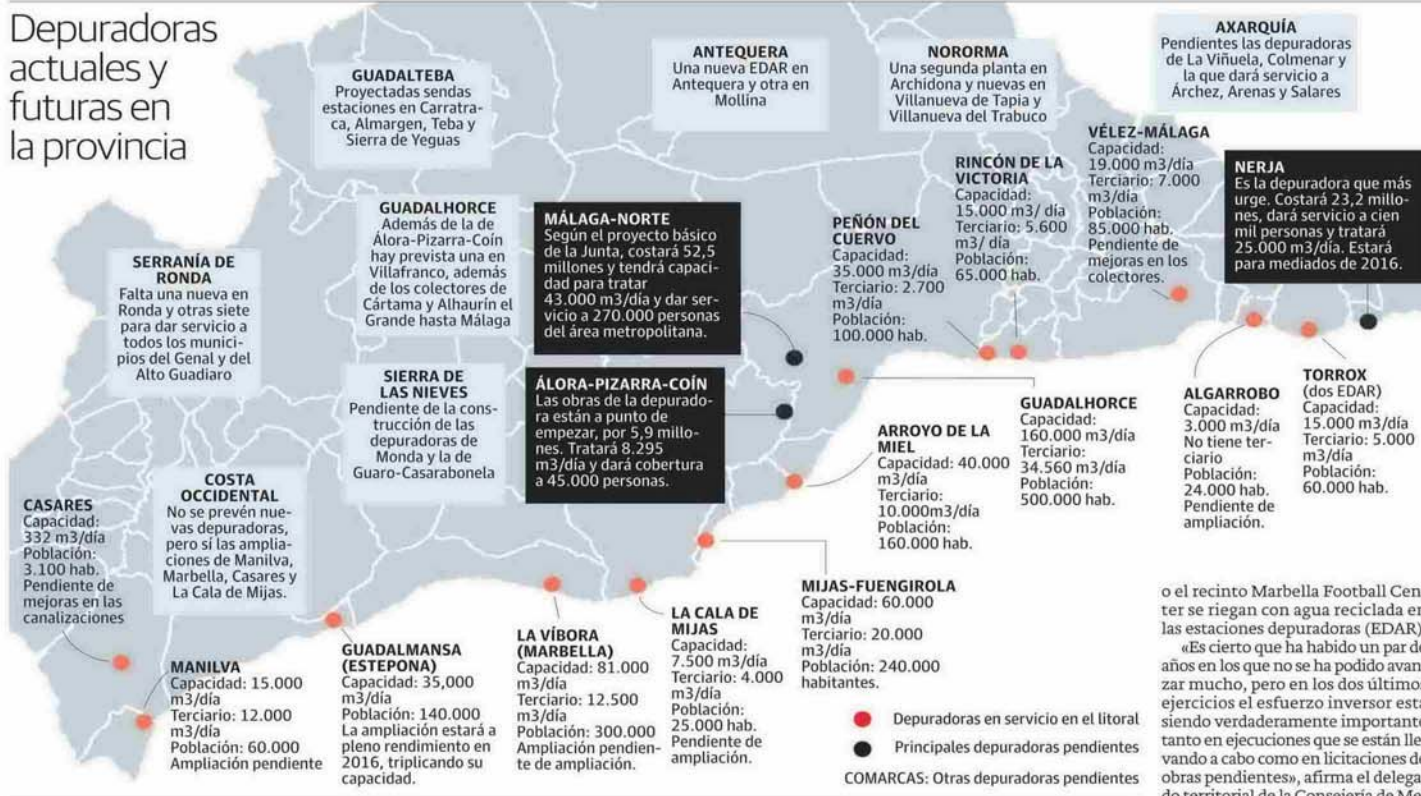 Depuradoras
actuales y
futuras en
la provincia
GUADALTEBA
Proyectadas sendas
estaciones en Carratra-
ca, Almargen, Teba y
Sierra de Yeguas
ANTEQUERA
Una nueva EDAR en
Antequera y otra en
Mollina
NORORMA
Una segunda planta en
Archidona y nuevas en
Villanueva de Tapia y
Villanueva del Trabuco
AXARQUÍA
Pendientes las depuradoras
de La Viñuela, Colmenar y
la que dará servicio a
Árchez, Arenas y Salares
SERRANÍA DE
RONDA
Falta una nueva en
Ronda y otras siete
para dar servicio a
todos los munici-
pios del Genal y del
Alto Guadiaro
GUADALHORCE
Además de la de
Álora-Pizarra-Coín
hay prevista una en
Villafranco, además
de los colectores de
Cártama y Alhaurín el
Grande hasta Málaga
MÁLAGA-NORTE
Según el proyecto básico
de la Junta, costará 52,5
millones y tendrá capaci-
dad para tratar
43.000 m3/día y dar ser-
vicio a 270.000 personas
del área metropolitana.
PEÑÓN DEL
CUERVO
Capacidad:
35.000 m3/día
Terciario: 2.700
m3/día
Población:
100.000 hab.
RINCÓN DE LA
VICTORIA
Capacidad:
15.000 m3/ día
Terciario: 5.600
m3/ día
Población:
65.000 hab.
VÉLEZ-MÁLAGA
Capacidad:
19.000 m3/día
Terciario: 7.000
m3/día
Población:
85.000 hab.
Pendiente de
mejoras en los
colectores.
NERJA
Es la depuradora que más
urge. Costará 23,2 millo-
nes, dará servicio a cien
mil personas y tratará
25.000 m3/día. Estará
para mediados de 2016.
SIERRA DE
LAS NIEVES
Pendiente de la cons-
trucción de las
depuradoras de
Monda y la de
Guaro-Casarabonela
ÁLORA-PIZARRA-COÍN
Las obras de la depurado-
ra están a punto de
empezar, por 5,9 millo-
nes. Tratará 8.295
m3/día y dará cobertura
a 45.000 personas.
ARROYO DE LA
MIEL
Capacidad: 40.000
m3/día
Terciario:
10.000m3/día
Población:
160.000 hab.
GUADALHORCE
Capacidad:
160.000 m3/día
Terciario:
34.560 m3/día
Población:
500.000 hab.
ALGARROBO
Capacidad:
3.000 m3/día
No tiene ter-
ciario
Población:
24.000 hab.
Pendiente de
ampliación.
TORROX
(dos EDAR)
Capacidad:
15.000 m3/día
Terciario: 5.000
m3/día
Población:
60.000 hab.
CASARES
Capacidad:
332 m3/día
Población:
3.100 hab.
Pendiente de
mejoras en las
canalizaciones
COSTA
OCCIDENTAL
No se prevén nue-
vas depuradoras,
pero sí las amplia-
ciones de Manilva,
Marbella, Casares y
La Cala de Mijas.
MANILVA
Capacidad: 15.000
m3/día
Terciario: 12.000
m3/día
Población: 60.000
Ampliación pendiente
GUADALMANSA
(ESTEPONA)
Capacidad: 35,000
m3/día
Población: 140.000
La ampliación estará a
pleno rendimiento en
2016, triplicando su
capacidad.
LA VÍBORA
(MARBELLA)
Capacidad: 81.000
m3/día
Terciario: 12.500
m3/día
Población: 300.000
Ampliación pendien-
te de ampliación.
LA CALA DE
MIJAS
Capacidad:
7.500 m3/día
Terciario: 4.000
m3/día
Población:
25.000 hab.
Pendiente de
ampliación.
MIJAS-FUENGIROLA
Capacidad: 60.000
m3/día
Terciario: 20.000
m3/día
Población: 240.000
habitantes.
Depuradoras en servicio en el litoral
Principales depuradoras pendientes
COMARCAS: Otras depuradoras pendientes
o el recinto Marbella Football Cen
ter se riegan con agua reciclada en
las estaciones depuradoras (EDAR)
«Es cierto que ha habido un par de
años en los que no se ha podido avan
zar mucho, pero en los dos últimos
ejercicios el esfuerzo inversor está
siendo verdaderamente importante
tanto en ejecuciones que se están lle
vando a cabo como en licitaciones de
obras pendientes», afirma el delega
do territorial de la Consejería de Me